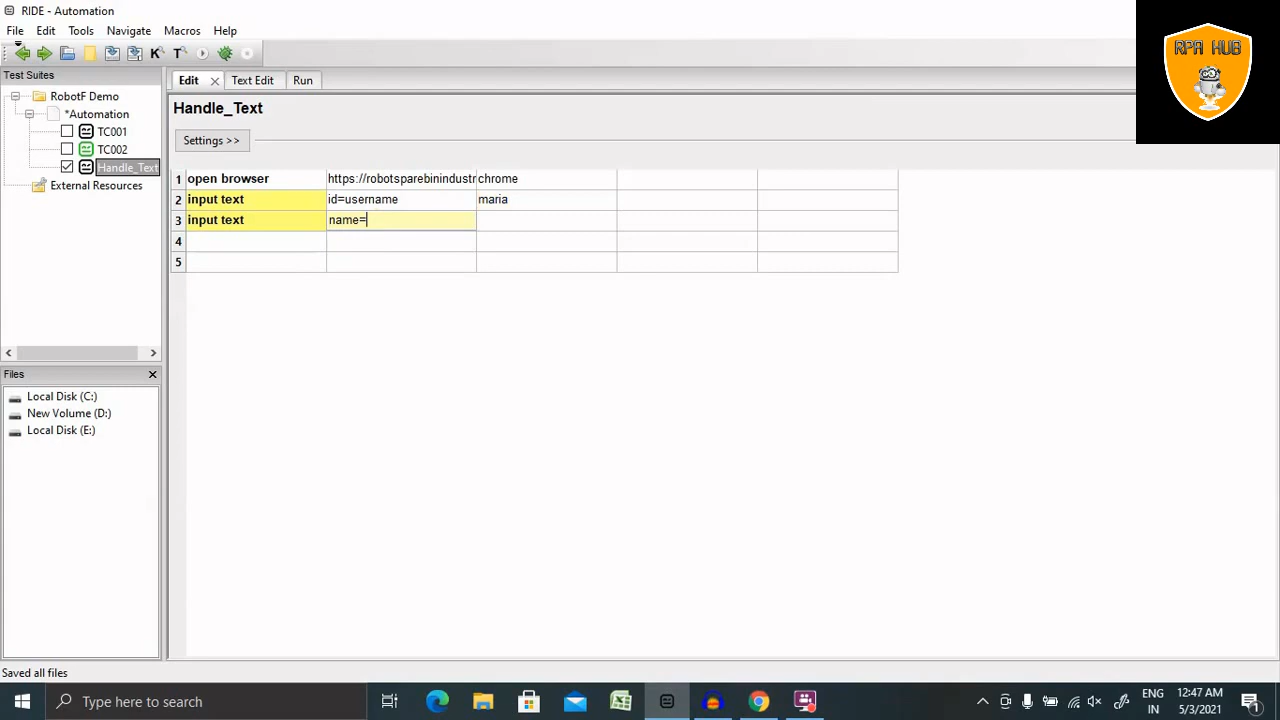 RIDE - Automation
File Edit Tools Navigate Macros Help
RPA HUB
Test Suites
RobotF Demo
*Automation
TC001
TC002
Handle_Text
External Resources
Files
Local Disk (C:)
New Volume (D:)
Local Disk (E:)
Edit Text Edit Run
Handle_Text
Settings >>
1 open browser https://robotsparebinindustr chrome
2 input text id=username maria
3 input text name=
4
5
Saved all files
Type here to search
ENG
IN
12:47 AM
5/3/2021
1